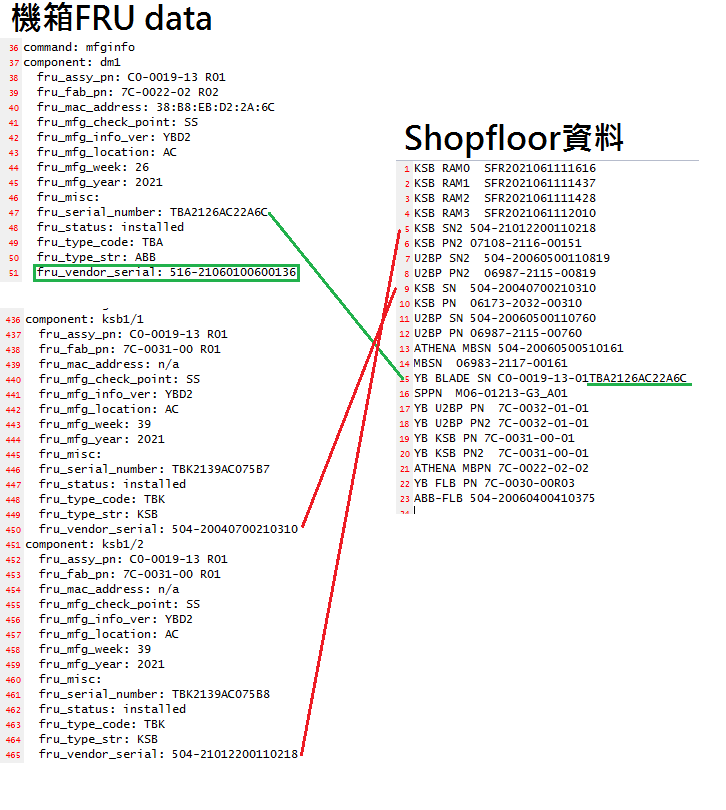 機箱FRU data
36 command: mfginfo
37 component: dm1
38 fru_assy_pn: C0-0019-13 R01
39 fru_fab_pn: 7C-0022-02 R02
40 fru_mac_address: 38:B8:EB:D2:2A:6C
41 fru_mfg_check_point: SS
42 fru_mfg_info_ver: YBD2
43 fru_mfg_location: AC
44 fru_mfg_week: 26
45 fru_mfg_year: 2021
46 fru_misc:
47 fru_serial_number: TBA2126AC22A6C
48 fru_status: installed
49 fru_type_code: TBA
50 fru_type_str: ABB
51 fru_vendor_serial: 516-21060100600136
436 component: ksb1/1
437 fru_assy_pn: C0-0019-13 R01
438 fru_fab_pn: 7C-0031-00 R01
439 fru_mac_address: n/a
440 fru_mfg_check_point: SS
441 fru_mfg_info_ver: YBD2
442 fru_mfg_location: AC
443 fru_mfg_week: 39
444 fru_mfg_year: 2021
445 fru_misc:
446 fru_serial_number: TBK2139AC075B7
447 fru_status: installed
448 fru_type_code: TBK
449 fru_type_str: KSB
450 fru_vendor_serial: 504-20040700210310
451 component: ksb1/2
452 fru_assy_pn: C0-0019-13 R01
453 fru_fab_pn: 7C-0031-00 R01
454 fru_mac_address: n/a
455 fru_mfg_check_point: SS
456 fru_mfg_info_ver: YBD2
457 fru_mfg_location: AC
458 fru_mfg_week: 39
459 fru_mfg_year: 2021
460 fru_misc:
461 fru_serial_number: TBK2139AC075B8
462 fru_status: installed
463 fru_type_code: TBK
464 fru_type_str: KSB
465 fru_vendor_serial: 504-21012200110218
Shopfloor資料
1 KSB RAM0 SFR2021061111616
2 KSB RAM1 SFR2021061111437
3 KSB RAM2 SFR2021061111428
4 KSB RAM3 SFR2021061112010
5 KSB SN2 504-21012200110218
6 KSB PN2 07108-2116-00151
7 U2BP SN2 504-20060500110819
8 U2BP PN2 06987-2115-00819
9 KSB SN 504-20040700210310
10 KSB PN 06173-2032-00310
11 U2BP SN 504-20060500110760
12 U2BP PN 06987-2115-00760
13 ATHENA MBSN 504-20060500510161
14 MBSN 06983-2117-00161
15 YB BLADE SN C0-0019-13-01TBA2126AC22A6C
16 SPPN M06-01213-G3_A01
17 YB U2BP PN 7C-0032-01-01
18 YB U2BP PN2 7C-0032-01-01
19 YB KSB PN 7C-0031-00-01
20 YB KSB PN2 7C-0031-00-01
21 ATHENA MBPN 7C-0022-02-02
22 YB FLB PN 7C-0030-00R03
23 ABB-FLB 504-20060400410375
24